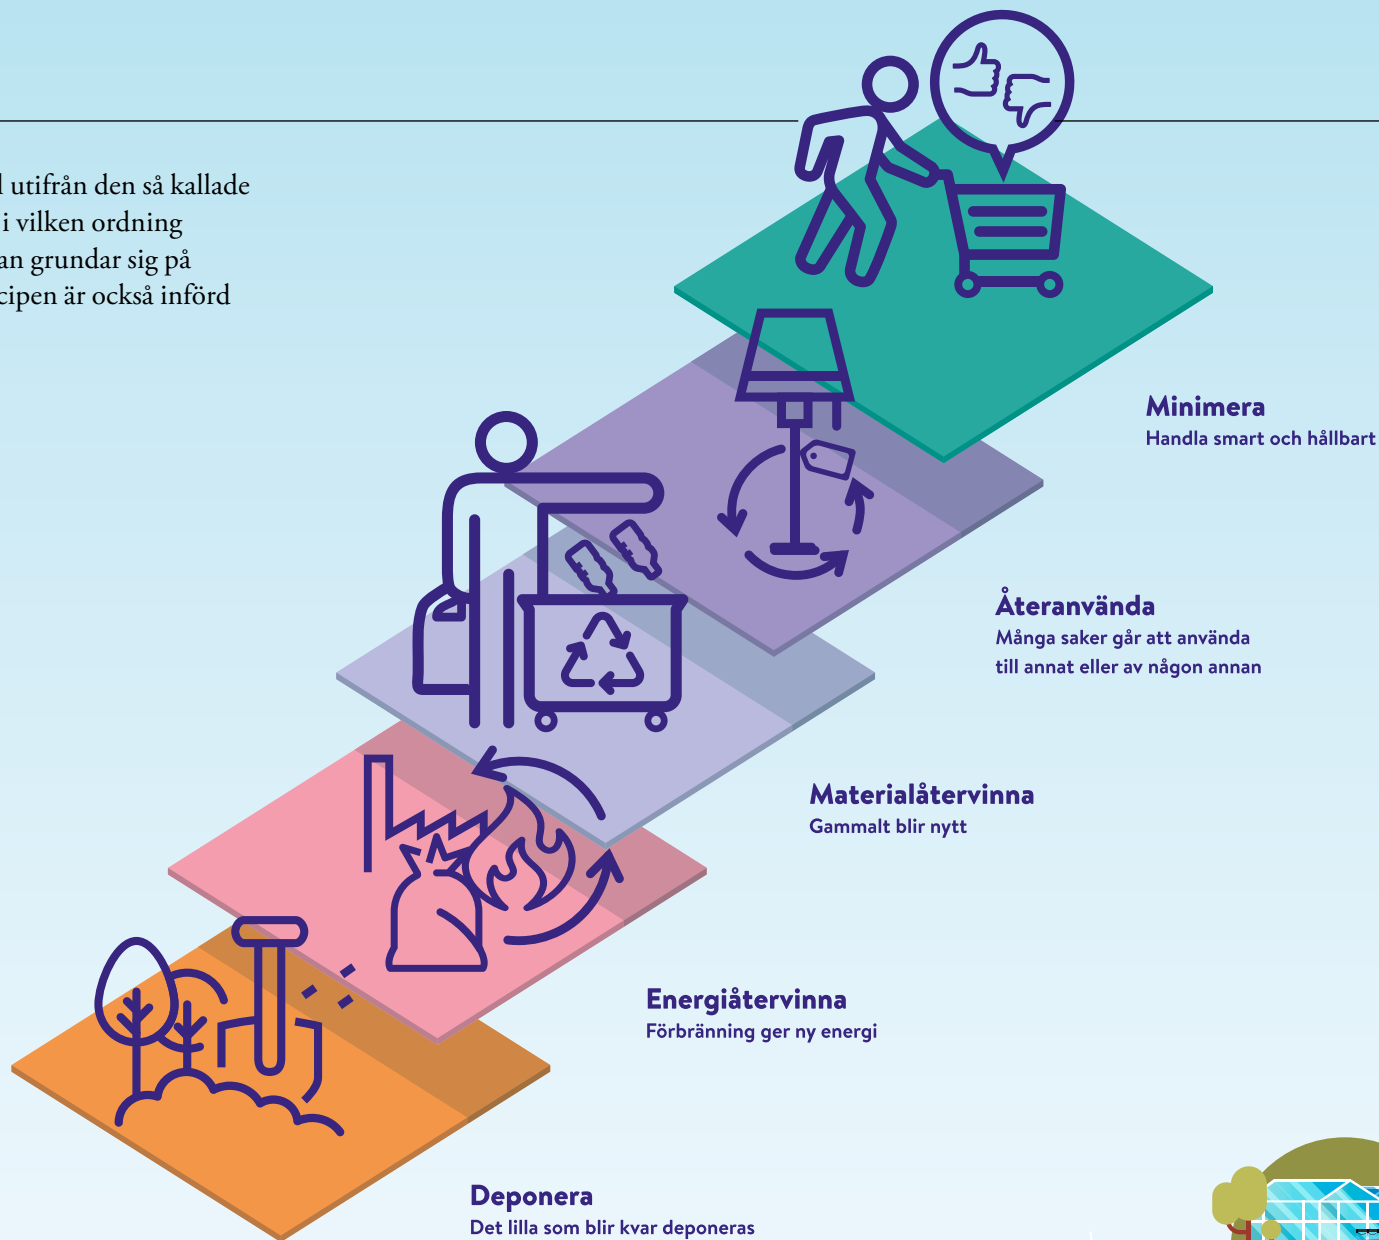 l utifrån den så kallade
i vilken ordning
an grundar sig på
cipen är också införd
Minimera
Handla smart och hållbart
Återanvända
Många saker går att använda
till annat eller av någon annan
Materialåtervinna
Gammalt blir nytt
Energiåtervinna
Förbränning ger ny energi
Deponera
Det lilla som blir kvar deponeras